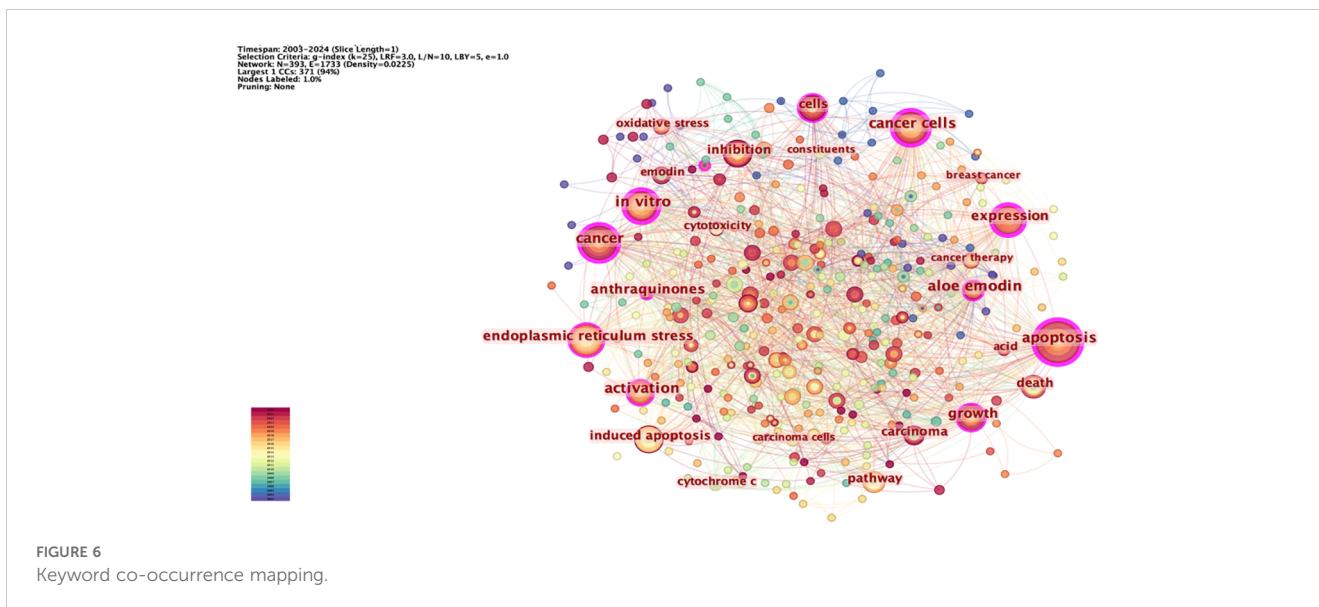 Timespan: 2003-2024 (Slice Length=1)
Selection Criteria: g-index (k=25), LRF=3.0, L/N=10, LBY=5, e=1.0
Network: N=393, E=1733 (Density=0.0225)
Largest 1 CCs: 371 (94%)
Nodes Labeled: 1.0%
Pruning: None
cells
oxidative stress
cancer cells
inhibition
constituents
emodin
breast cancer
in vitro
expression
cytotoxicity
cancer
cancer therapy
anthraquinones
aloe emodin
endoplasmic reticulum stress
apoptosis
acid
activation
death
growth
induced apoptosis
carcinoma cells
carcinoma
cytochrome c
pathway
FIGURE 6
Keyword co-occurrence mapping.